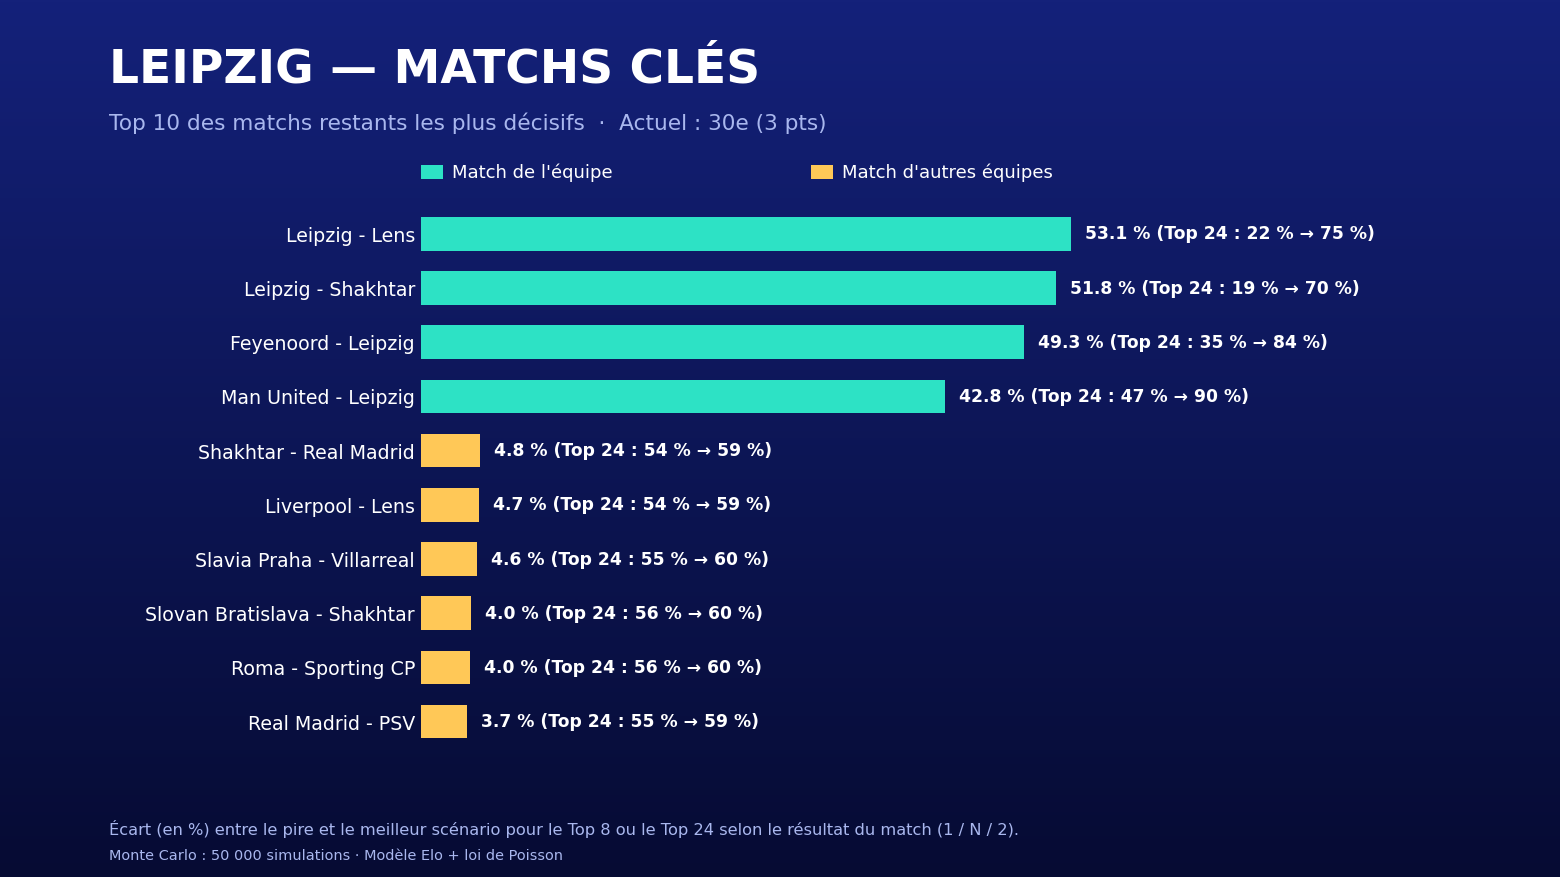 LEIPZIG — MATCHS CLÉS
Top 10 des matchs restants les plus décisifs · Actuel : 30e (3 pts)
Match de l'équipe
Match d'autres équipes
Leipzig - Lens 53.1 % (Top 24 : 22 % → 75 %)
Leipzig - Shakhtar 51.8 % (Top 24 : 19 % → 70 %)
Feyenoord - Leipzig 49.3 % (Top 24 : 35 % → 84 %)
Man United - Leipzig 42.8 % (Top 24 : 47 % → 90 %)
Shakhtar - Real Madrid 4.8 % (Top 24 : 54 % → 59 %)
Liverpool - Lens 4.7 % (Top 24 : 54 % → 59 %)
Slavia Praha - Villarreal 4.6 % (Top 24 : 55 % → 60 %)
Slovan Bratislava - Shakhtar 4.0 % (Top 24 : 56 % → 60 %)
Roma - Sporting CP 4.0 % (Top 24 : 56 % → 60 %)
Real Madrid - PSV 3.7 % (Top 24 : 55 % → 59 %)
Écart (en %) entre le pire et le meilleur scénario pour le Top 8 ou le Top 24 selon le résultat du match (1 / N / 2).
Monte Carlo : 50 000 simulations · Modèle Elo + loi de Poisson